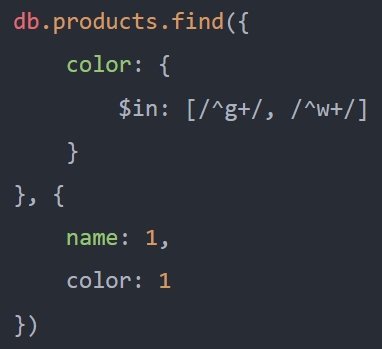 db.products.find({
    color: {
        $in: [/^g+/, /^w+/]
    }
}, {
    name: 1,
    color: 1
})